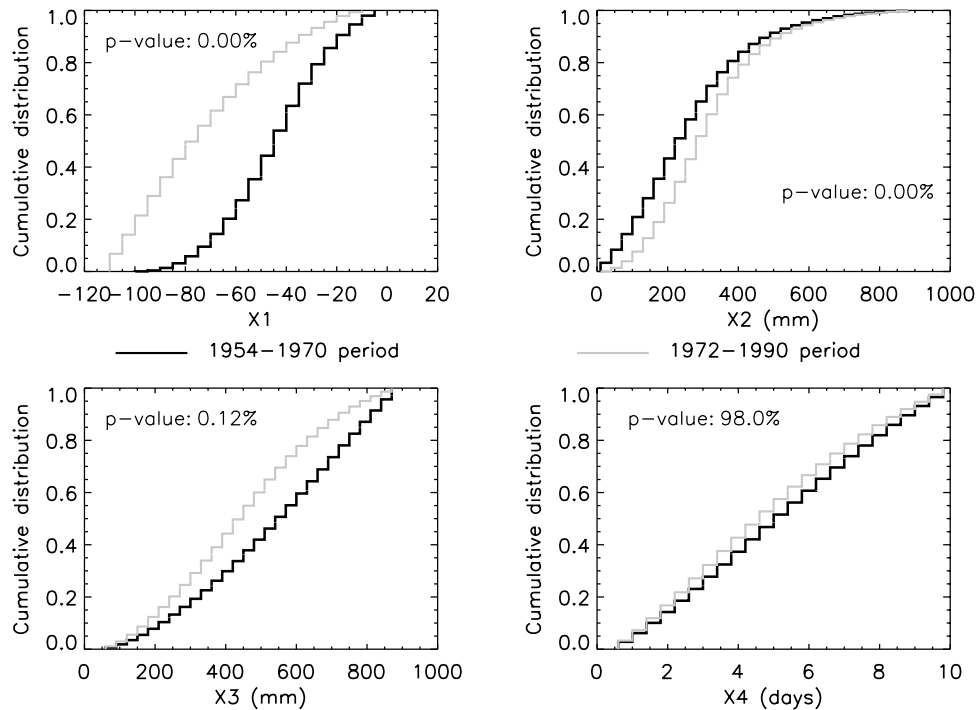 Cumulative distribution
1.0
0.8
0.6
0.4
0.2
0.0
p-value: 0.00%
-120 -100 -80 -60 -40 -20 0 20
X1
Cumulative distribution
1.0
0.8
0.6
0.4
0.2
0.0
p-value: 0.00%
0 200 400 600 800 1000
X2 (mm)
1954-1970 period
1972-1990 period
Cumulative distribution
1.0
0.8
0.6
0.4
0.2
0.0
p-value: 0.12%
0 200 400 600 800 1000
X3 (mm)
Cumulative distribution
1.0
0.8
0.6
0.4
0.2
0.0
p-value: 98.0%
0 2 4 6 8 10
X4 (days)